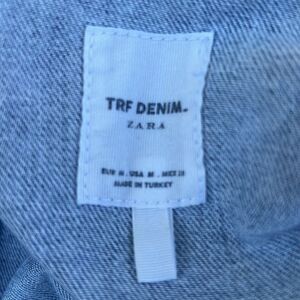 TRF DENIM.
ZARA
EUR M . USA M . MEX 28
MADE IN TURKEY